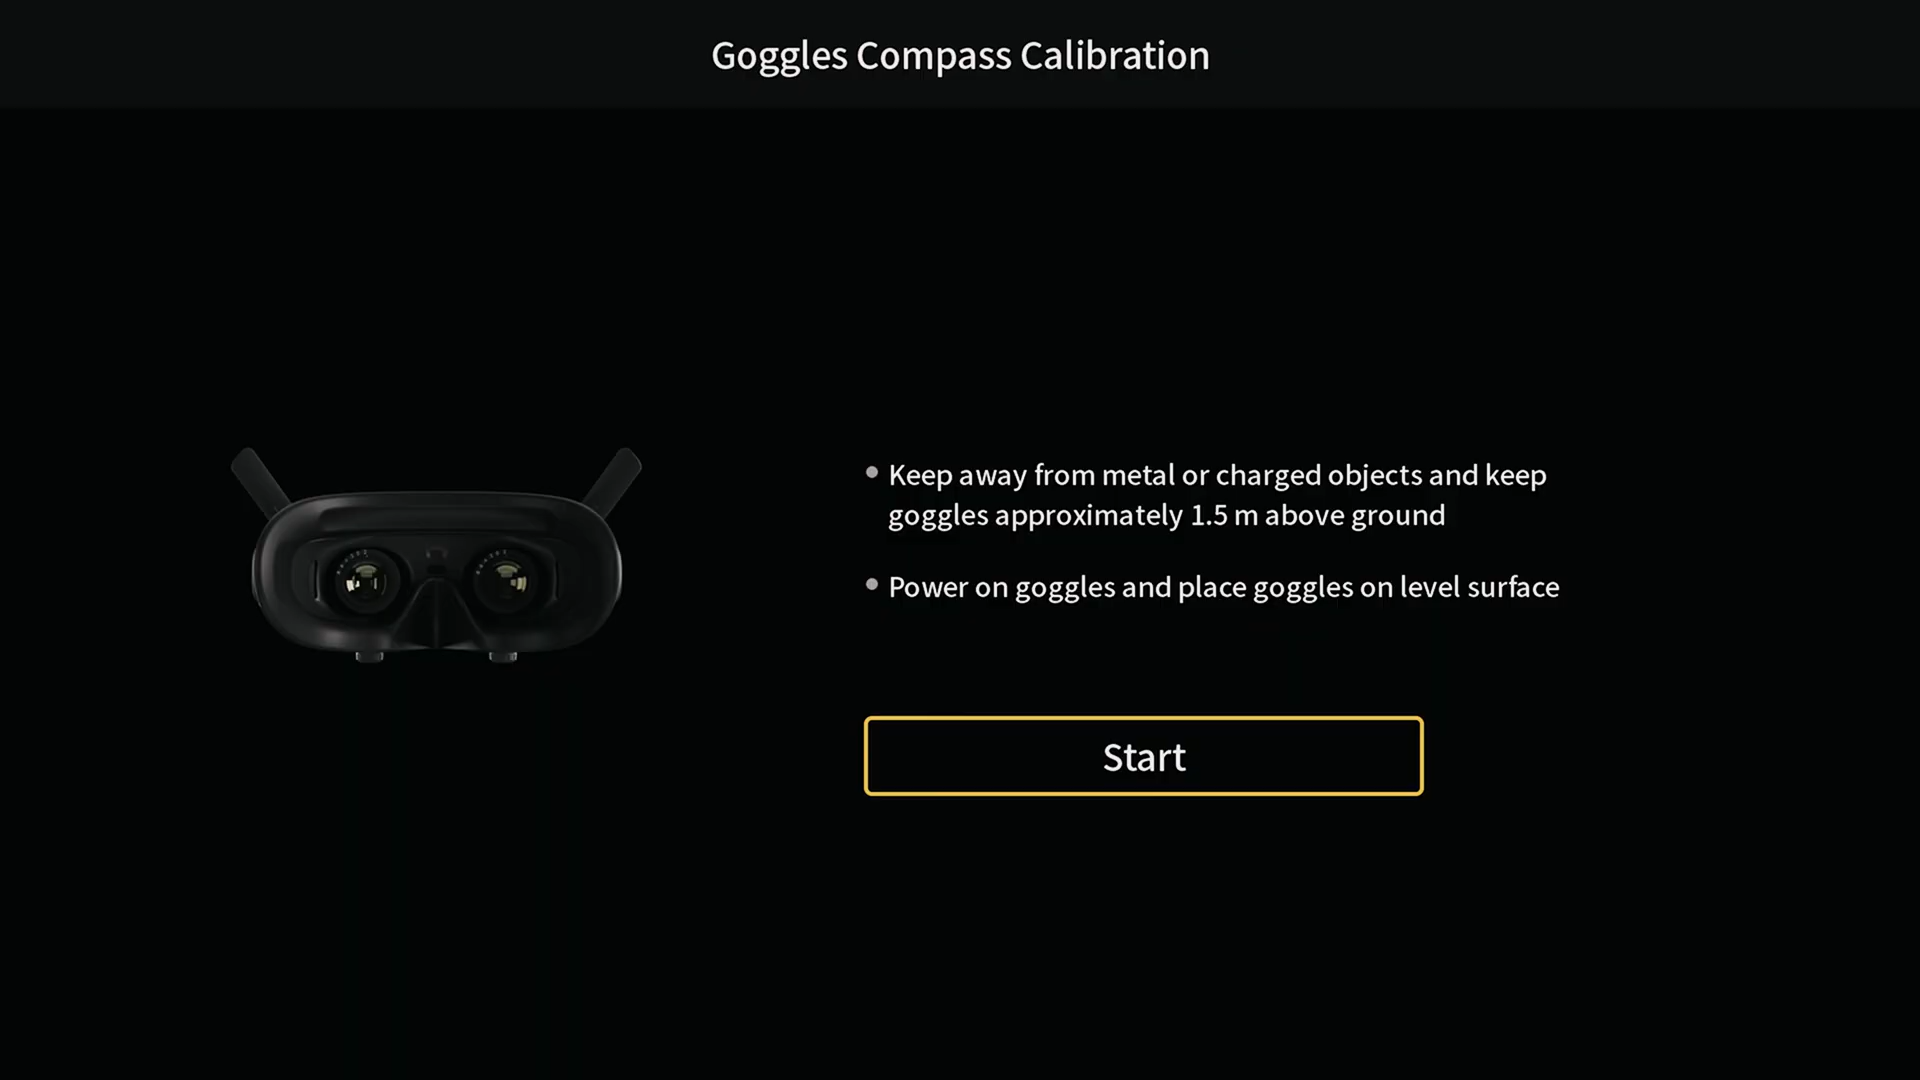 Goggles Compass Calibration
• Keep away from metal or charged objects and keep
goggles approximately 1.5 m above ground
• Power on goggles and place goggles on level surface
Start